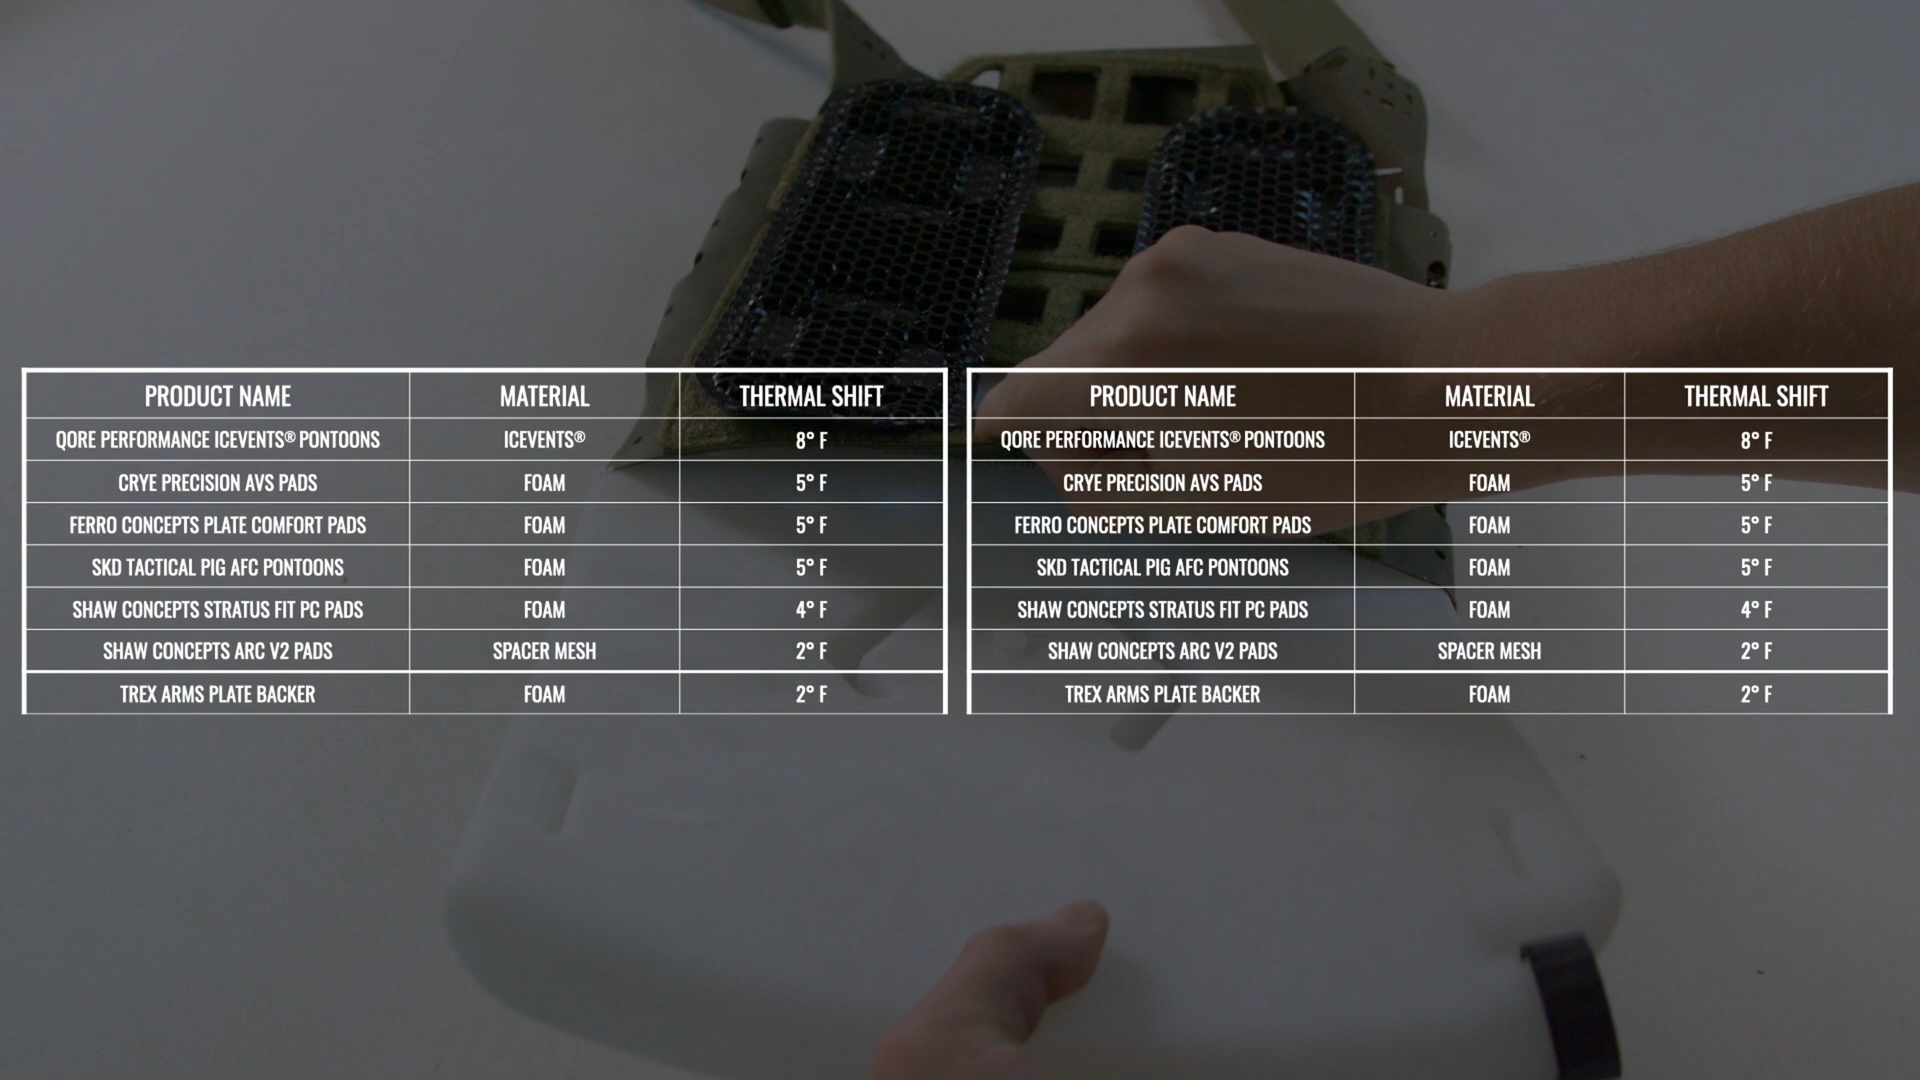 PRODUCT NAME MATERIAL THERMAL SHIFT
QORE PERFORMANCE ICEVENTS® PONTOONS ICEVENTS® 8° F
CRYE PRECISION AVS PADS FOAM 5° F
FERRO CONCEPTS PLATE COMFORT PADS FOAM 5° F
SKD TACTICAL PIG AFC PONTOONS FOAM 5° F
SHAW CONCEPTS STRATUS FIT PC PADS FOAM 4° F
SHAW CONCEPTS ARC V2 PADS SPACER MESH 2° F
TREX ARMS PLATE BACKER FOAM 2° F
PRODUCT NAME MATERIAL THERMAL SHIFT
QORE PERFORMANCE ICEVENTS® PONTOONS ICEVENTS® 8° F
CRYE PRECISION AVS PADS FOAM 5° F
FERRO CONCEPTS PLATE COMFORT PADS FOAM 5° F
SKD TACTICAL PIG AFC PONTOONS FOAM 5° F
SHAW CONCEPTS STRATUS FIT PC PADS FOAM 4° F
SHAW CONCEPTS ARC V2 PADS SPACER MESH 2° F
TREX ARMS PLATE BACKER FOAM 2° F